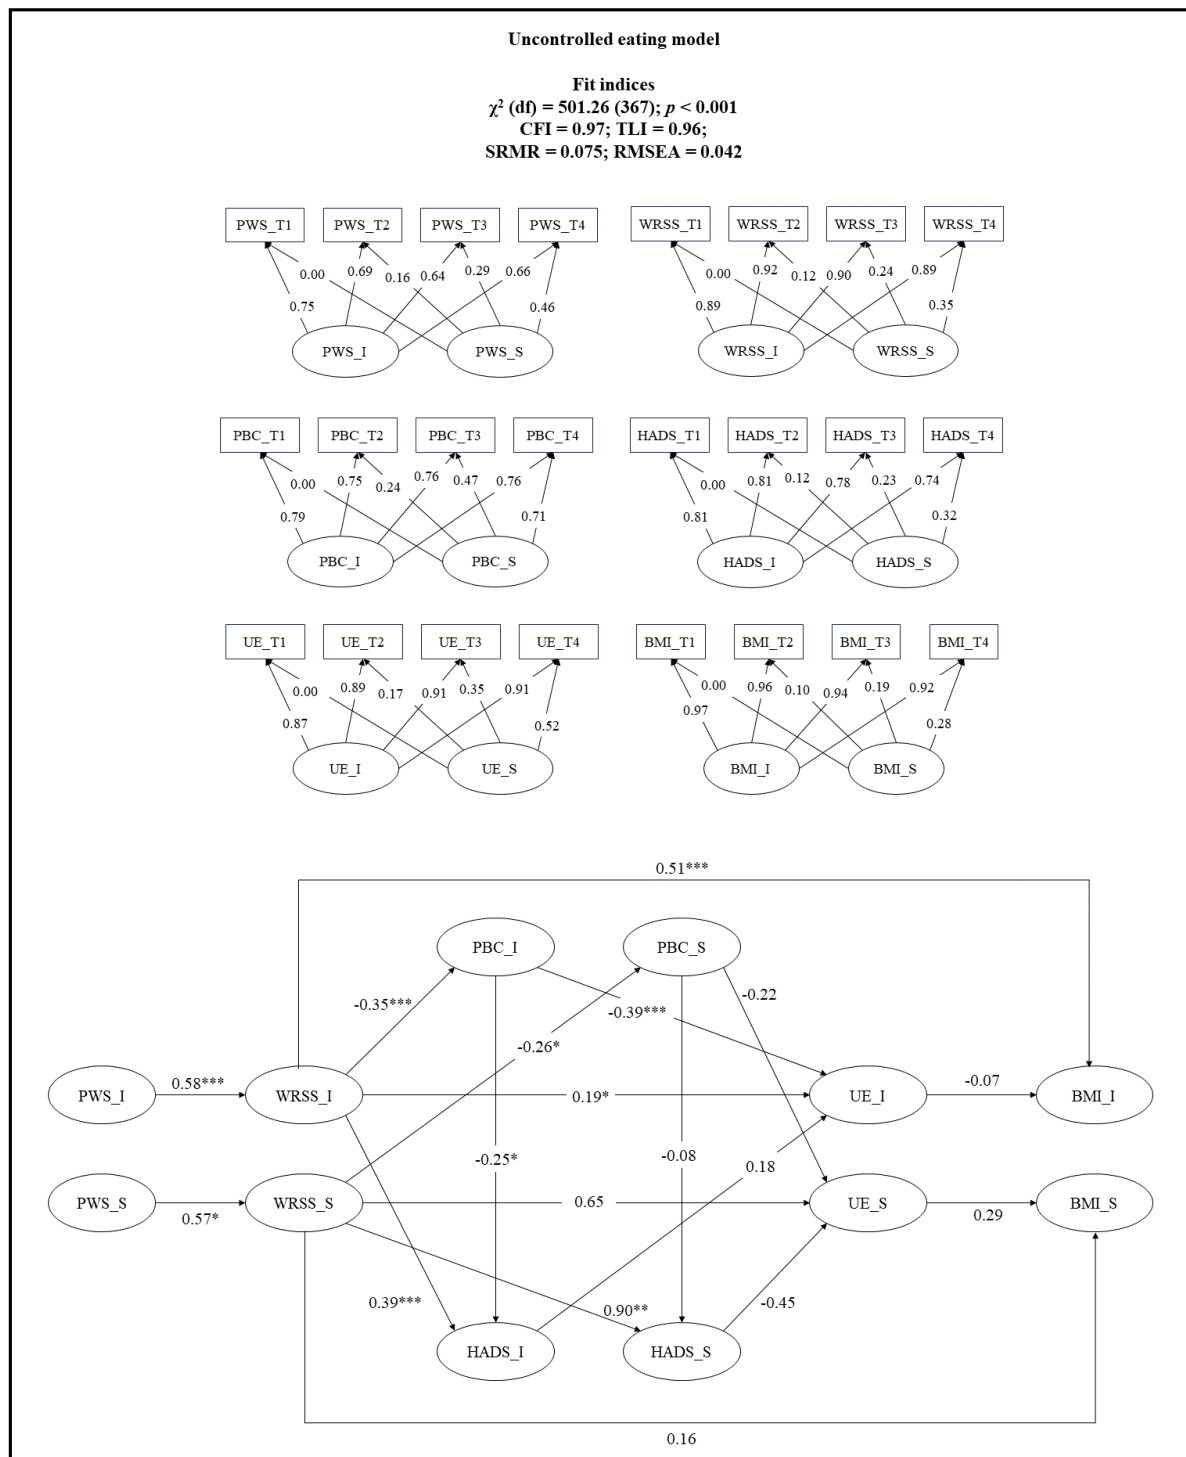 Uncontrolled eating model
Fit indices
χ² (df) = 501.26 (367); p < 0.001
CFI = 0.97; TLI = 0.96;
SRMR = 0.075; RMSEA = 0.042
PWS_T1 PWS_T2 PWS_T3 PWS_T4
0.00 0.69 0.16 0.64 0.29 0.66
0.75 0.46
PWS_I PWS_S
WRSS_T1 WRSS_T2 WRSS_T3 WRSS_T4
0.00 0.92 0.12 0.90 0.24 0.89
0.89 0.35
WRSS_I WRSS_S
PBC_T1 PBC_T2 PBC_T3 PBC_T4
0.00 0.75 0.24 0.76 0.47 0.76
0.79 0.71
PBC_I PBC_S
HADS_T1 HADS_T2 HADS_T3 HADS_T4
0.00 0.81 0.12 0.78 0.23 0.74
0.81 0.32
HADS_I HADS_S
UE_T1 UE_T2 UE_T3 UE_T4
0.00 0.89 0.17 0.91 0.35 0.91
0.87 0.52
UE_I UE_S
BMI_T1 BMI_T2 BMI_T3 BMI_T4
0.00 0.96 0.10 0.94 0.19 0.92
0.97 0.28
BMI_I BMI_S
0.51***
PBC_I PBC_S
-0.35*** -0.39*** -0.22
-0.26*
PWS_I 0.58*** WRSS_I 0.19* UE_I -0.07 BMI_I
-0.25* -0.08 0.18
PWS_S 0.57* WRSS_S 0.65 UE_S 0.29 BMI_S
0.39*** 0.90** -0.45
HADS_I HADS_S
0.16